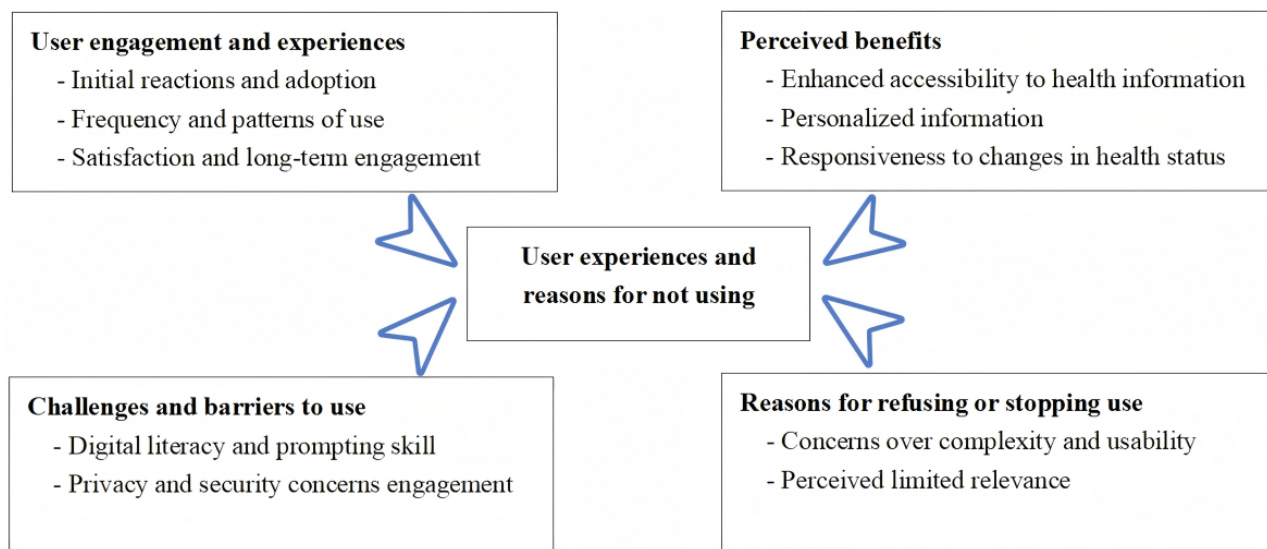 User engagement and experiences
- Initial reactions and adoption
- Frequency and patterns of use
- Satisfaction and long-term engagement
Perceived benefits
- Enhanced accessibility to health information
- Personalized information
- Responsiveness to changes in health status
User experiences and
reasons for not using
Challenges and barriers to use
- Digital literacy and prompting skill
- Privacy and security concerns engagement
Reasons for refusing or stopping use
- Concerns over complexity and usability
- Perceived limited relevance